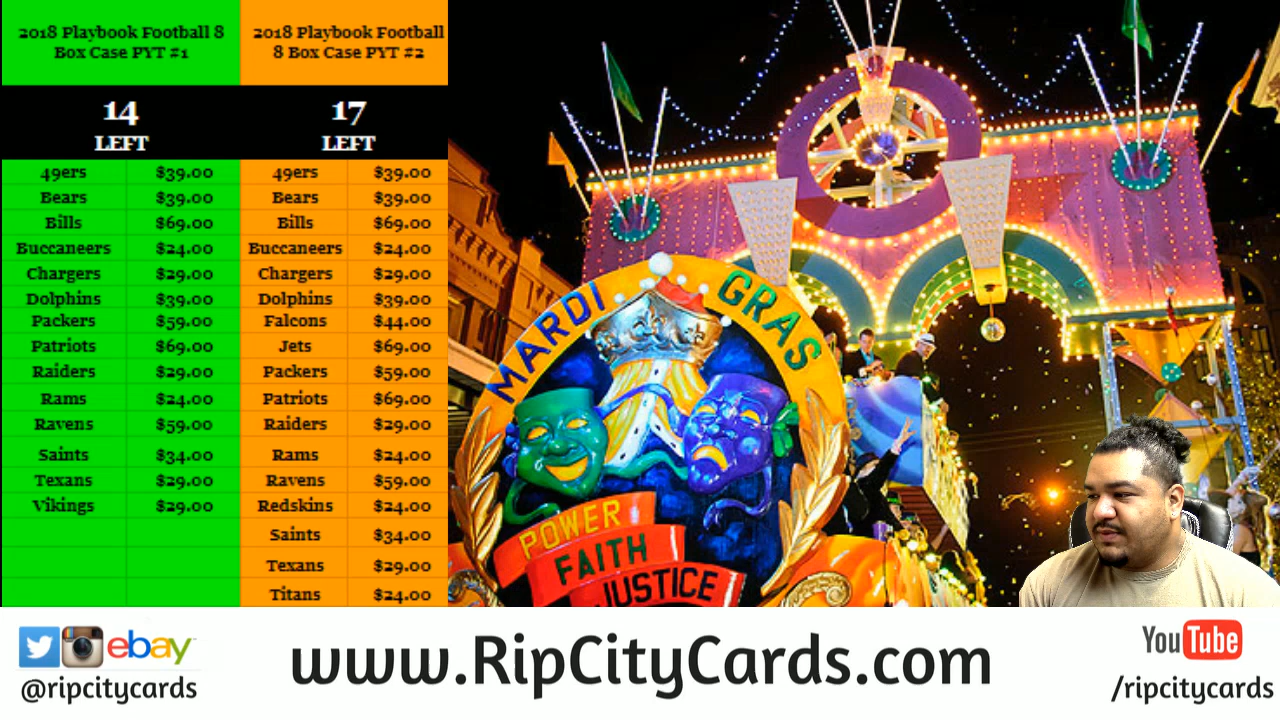 2018 Playbook Football 8
Box Case PYT #1
14
LEFT
49ers $39.00
Bears $39.00
Bills $69.00
Buccaneers $24.00
Chargers $29.00
Dolphins $39.00
Packers $59.00
Patriots $69.00
Raiders $29.00
Rams $24.00
Ravens $59.00
Saints $34.00
Texans $29.00
Vikings $29.00
2018 Playbook Football
8 Box Case PYT #2
17
LEFT
49ers $39.00
Bears $39.00
Bills $69.00
Buccaneers $24.00
Chargers $29.00
Dolphins $39.00
Falcons $44.00
Jets $69.00
Packers $59.00
Patriots $69.00
Raiders $29.00
Rams $24.00
Ravens $59.00
Redskins $24.00
Saints $34.00
Texans $29.00
Titans $24.00
MARDI GRAS
POWER
FAITH
JUSTICE
ebay
@ripcitycards
www.RipCityCards.com
YouTube
/ripcitycards